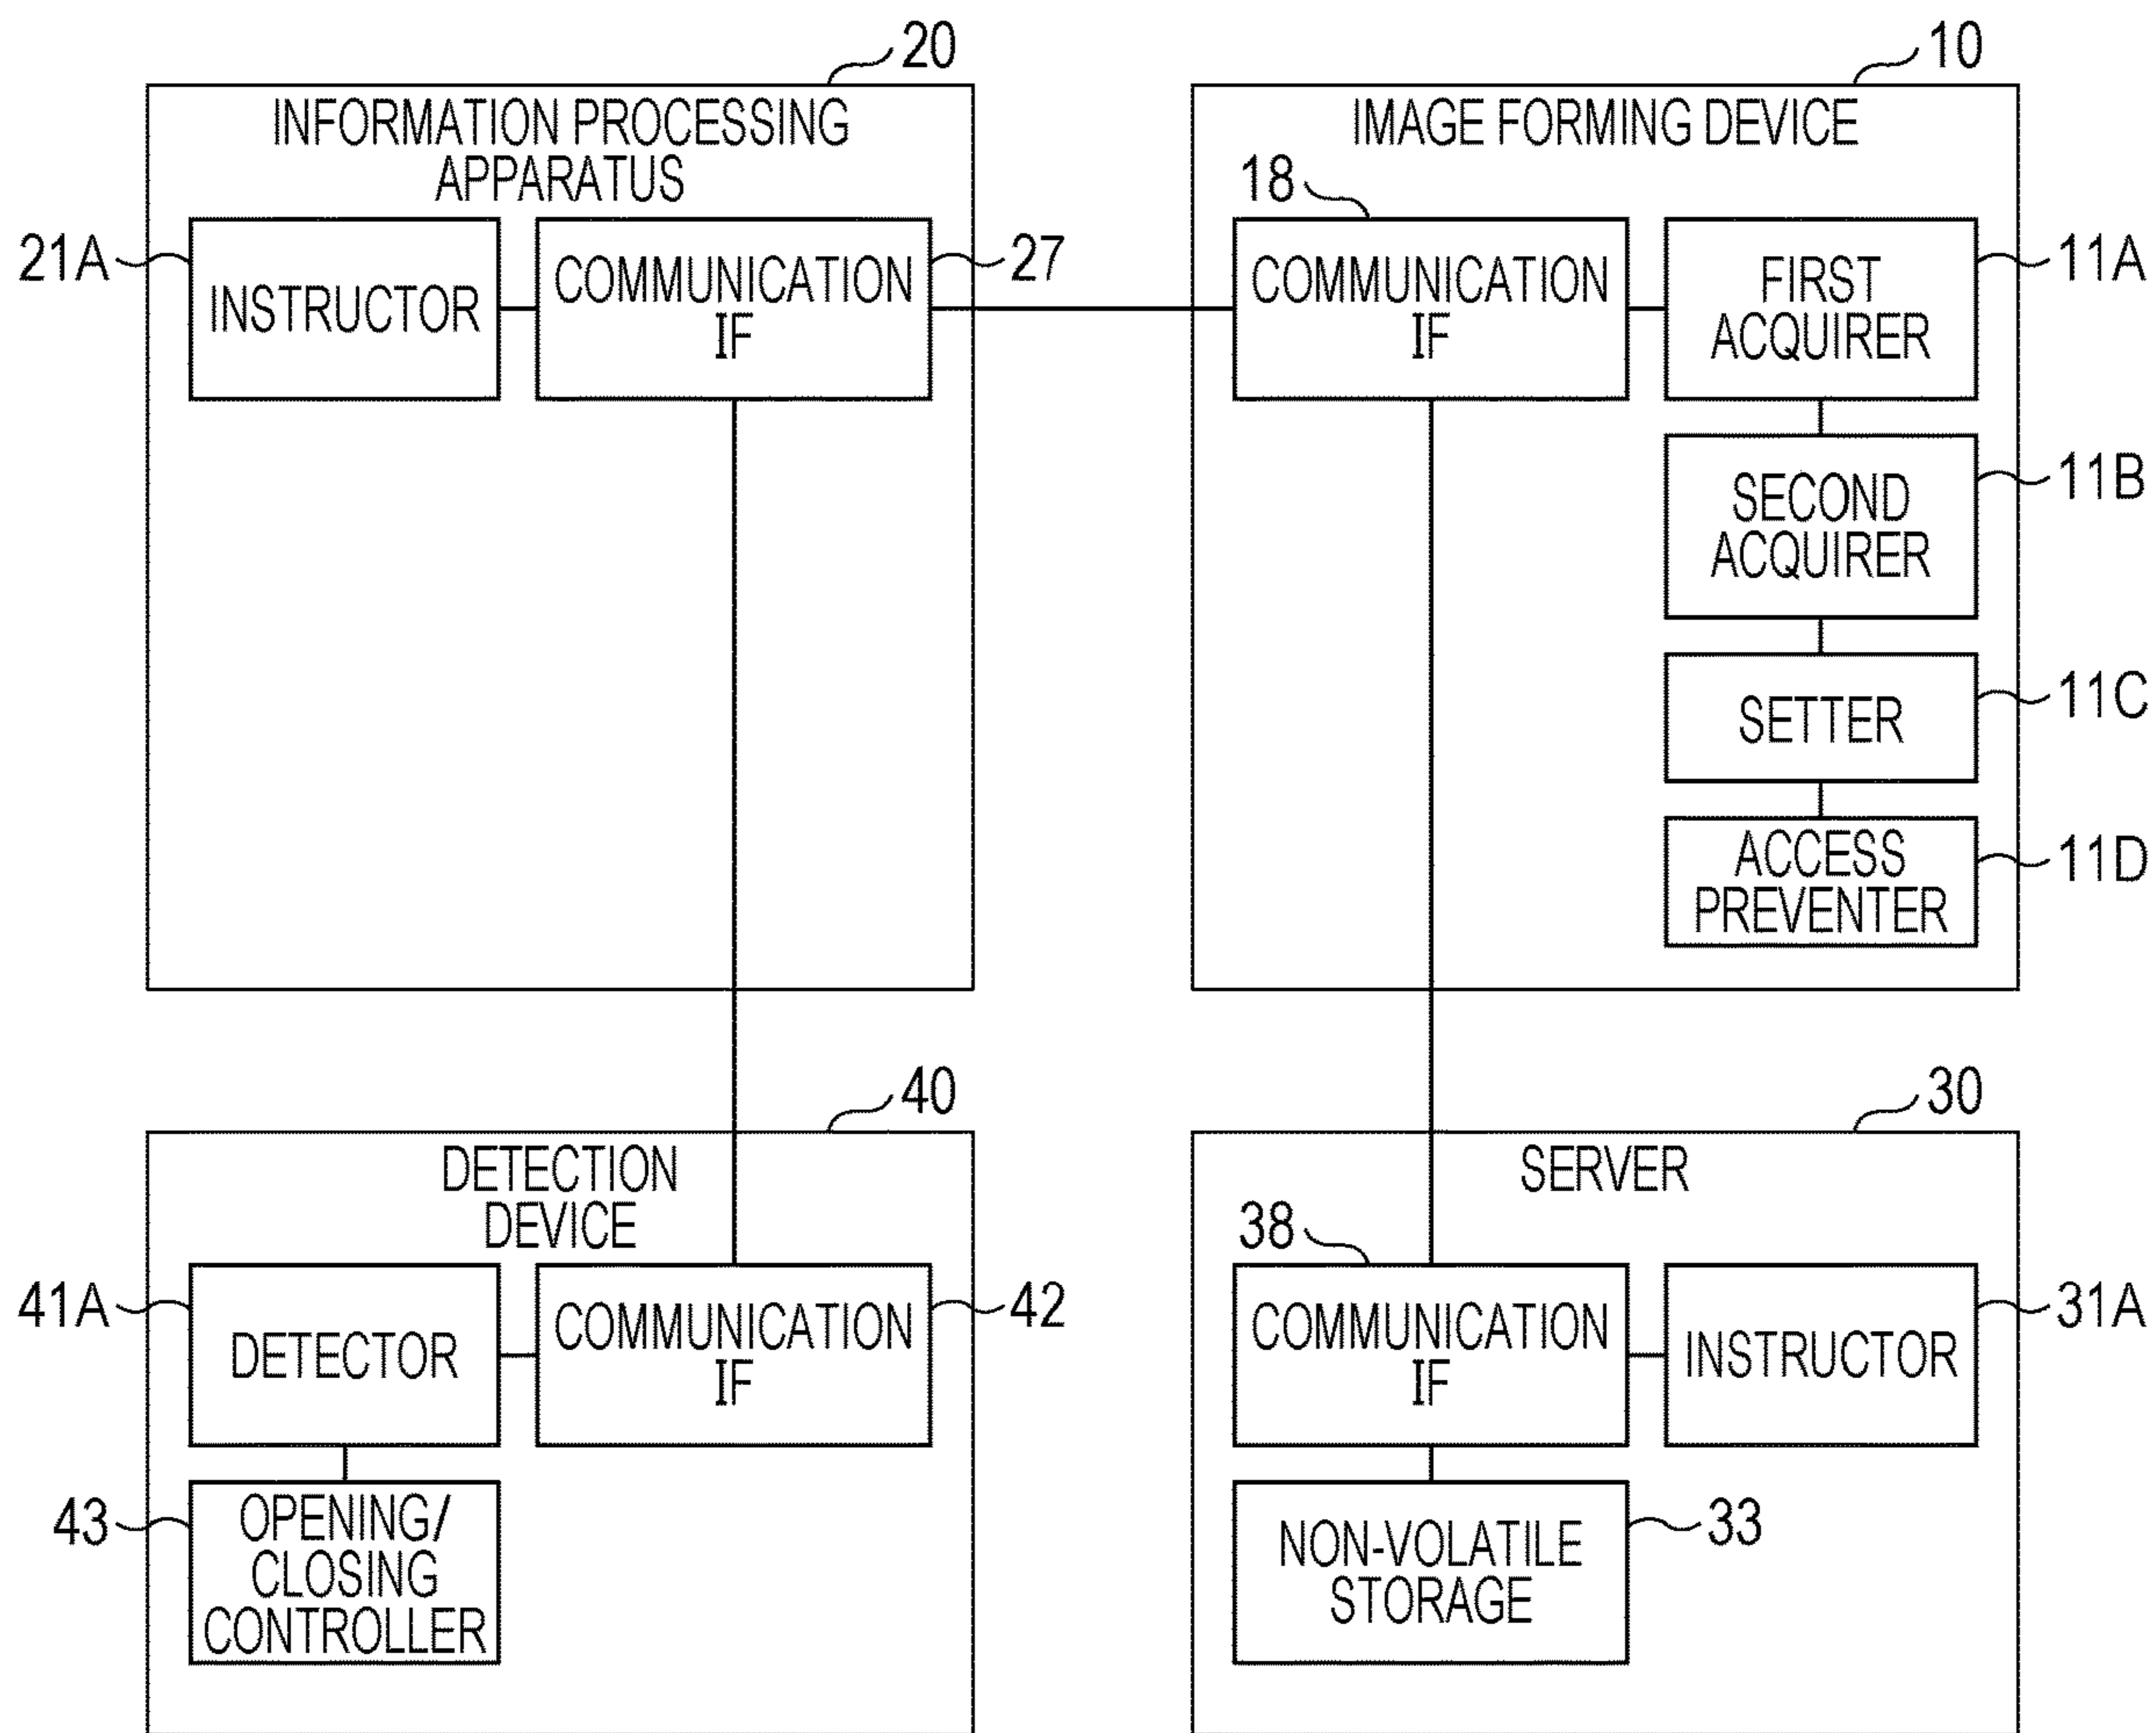 20
INFORMATION PROCESSING
APPARATUS
21A
INSTRUCTOR
COMMUNICATION
IF
27
10
IMAGE FORMING DEVICE
18
COMMUNICATION
IF
FIRST
ACQUIRER
11A
SECOND
ACQUIRER
11B
SETTER
11C
ACCESS
PREVENTER
11D
40
DETECTION
DEVICE
41A
DETECTOR
COMMUNICATION
IF
42
43
OPENING/
CLOSING
CONTROLLER
30
SERVER
38
COMMUNICATION
IF
INSTRUCTOR
31A
NON-VOLATILE
STORAGE
33